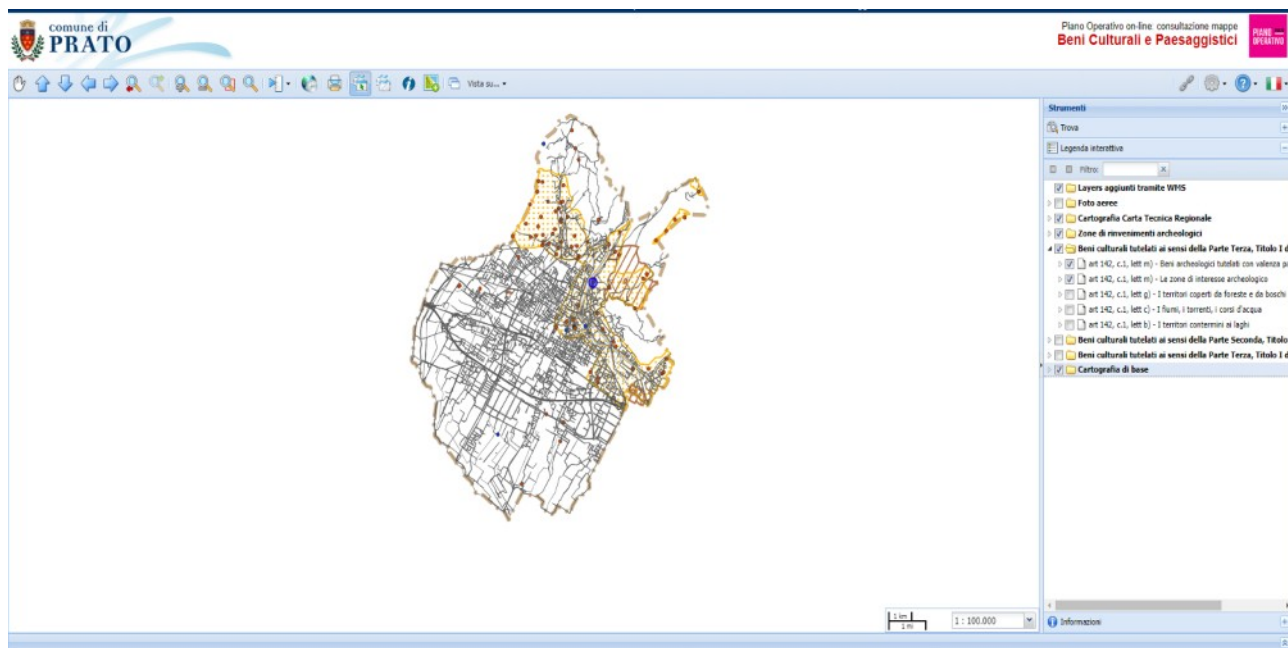 comune di
PRATO
Piano Operativo on-line: consultazione mappe
Beni Culturali e Paesaggistici
PIANO
OPERATIVO
Vista su...
Strumenti
Trova
Legenda interattiva
Filtro:
Layers aggiunti tramite WMS
Foto aeree
Cartografia Carta Tecnica Regionale
Zone di rinvenimenti archeologici
Beni culturali tutelati ai sensi della Parte Terza, Titolo I d
art 142, c.1, lett m) - Beni archeologici tutelati con valenza pa
art 142, c.1, lett m) - Le zone di interesse archeologico
art 142, c.1, lett g) - I territori coperti da foreste e da boschi
art 142, c.1, lett c) - I fiumi, i torrenti, i corsi d'acqua
art 142, c.1, lett b) - I territori contermini ai laghi
Beni culturali tutelati ai sensi della Parte Seconda, Titolo
Beni culturali tutelati ai sensi della Parte Terza, Titolo I d
Cartografia di base
1 km
1 mi
1 : 100.000
Informazioni